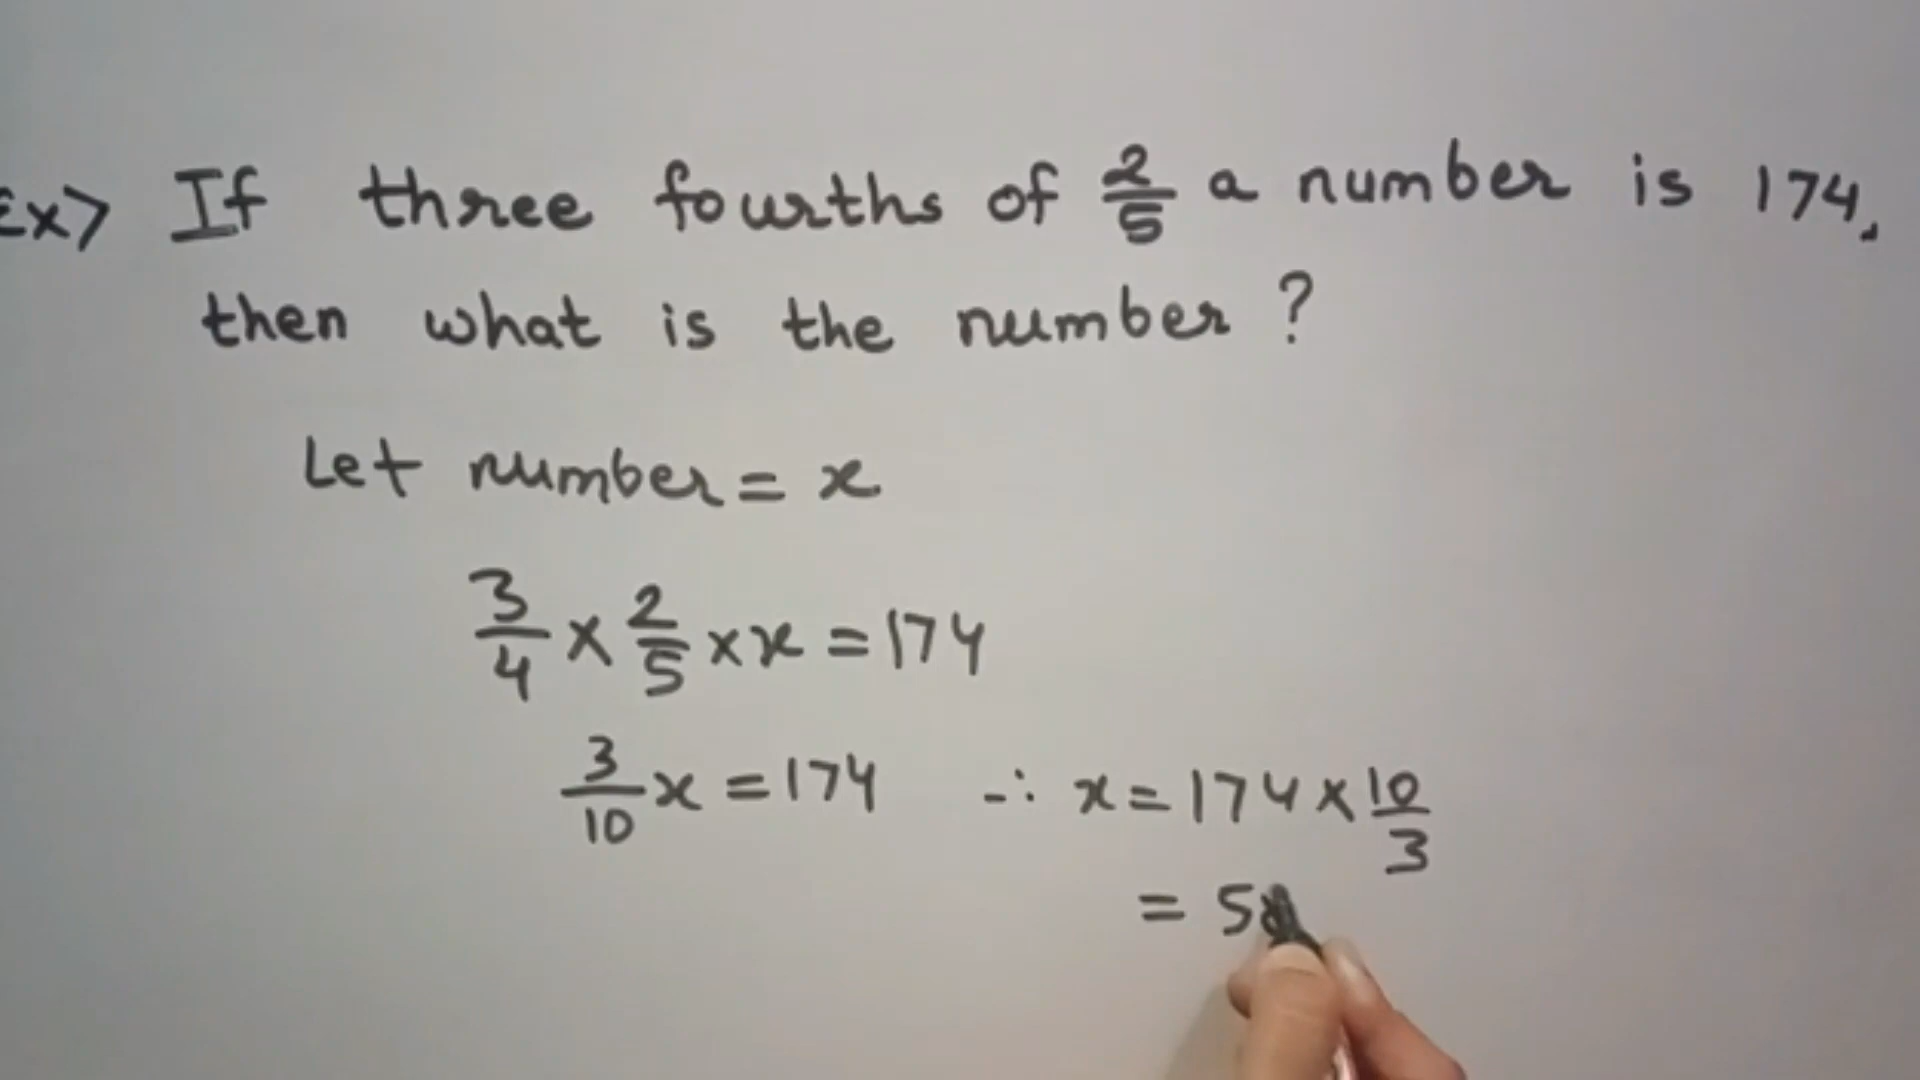 Ex> If three fourths of 2/5 a number is 174,
then what is the number ?
Let number = x
3/4 × 2/5 × x = 174
3/10 x = 174 ∴ x = 174 × 10/3
= 5